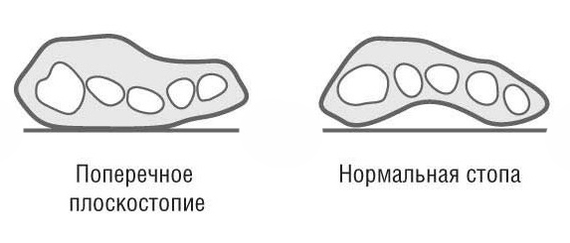 Поперечное
плоскостопие
Нормальная стопа